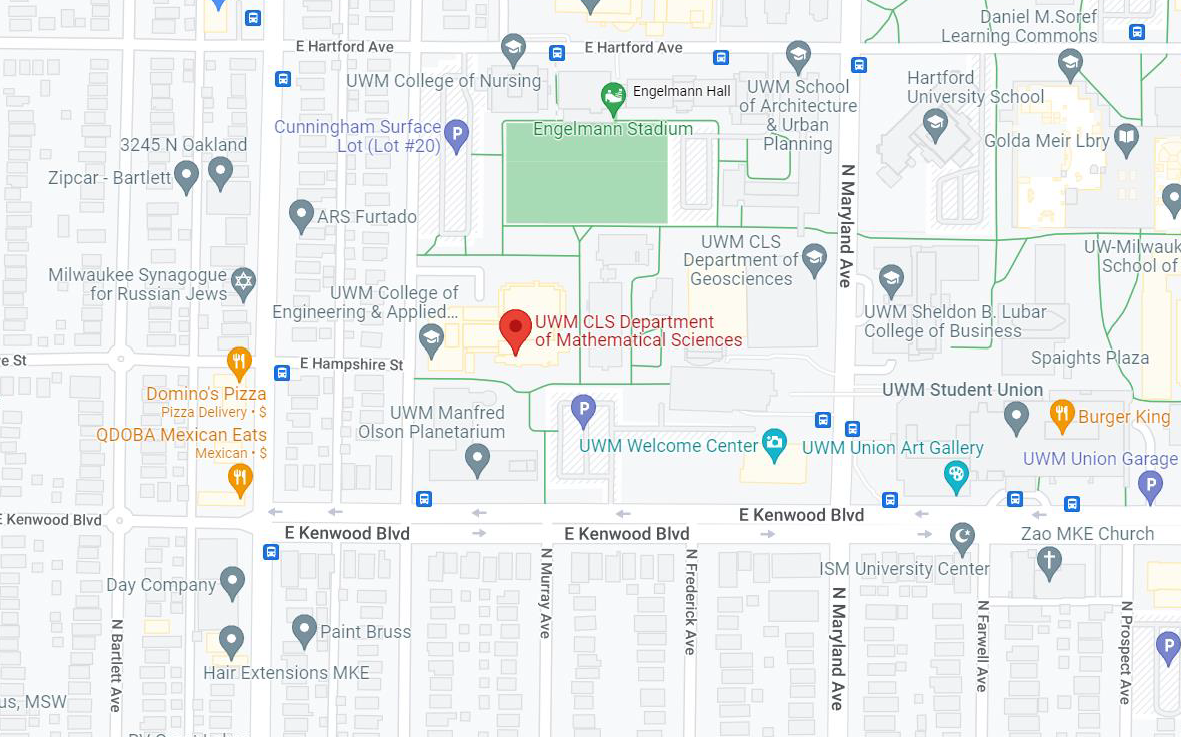 Daniel M.Soref
Learning Commons
E Hartford Ave
E Hartford Ave
UWM College of Nursing
Engelmann Hall
UWM School
of Architecture
& Urban
Planning
Hartford
University School
Cunningham Surface
Lot (Lot #20)
P
Engelmann Stadium
Golda Meir Lbry
3245 N Oakland
Zipcar - Bartlett
ARS Furtado
N Maryland Ave
UWM CLS
Department of
Geosciences
UW-Milwauk
School of
Milwaukee Synagogue
for Russian Jews
UWM College of
Engineering & Applied...
UWM CLS Department
of Mathematical Sciences
UWM Sheldon B. Lubar
College of Business
Spaights Plaza
re St
E Hampshire St
Domino's Pizza
Pizza Delivery • $
QDOBA Mexican Eats
Mexican • $
UWM Manfred
Olson Planetarium
P
UWM Student Union
Burger King
UWM Welcome Center
UWM Union Art Gallery
UWM Union Garage
P
E Kenwood Blvd
E Kenwood Blvd
E Kenwood Blvd
E Kenwood Blvd
Zao MKE Church
ISM University Center
Day Company
N Murray Ave
N Frederick Ave
N Maryland Ave
N Farwell Ave
N Prospect Ave
N Bartlett Ave
Paint Bruss
P
Hair Extensions MKE
us, MSW